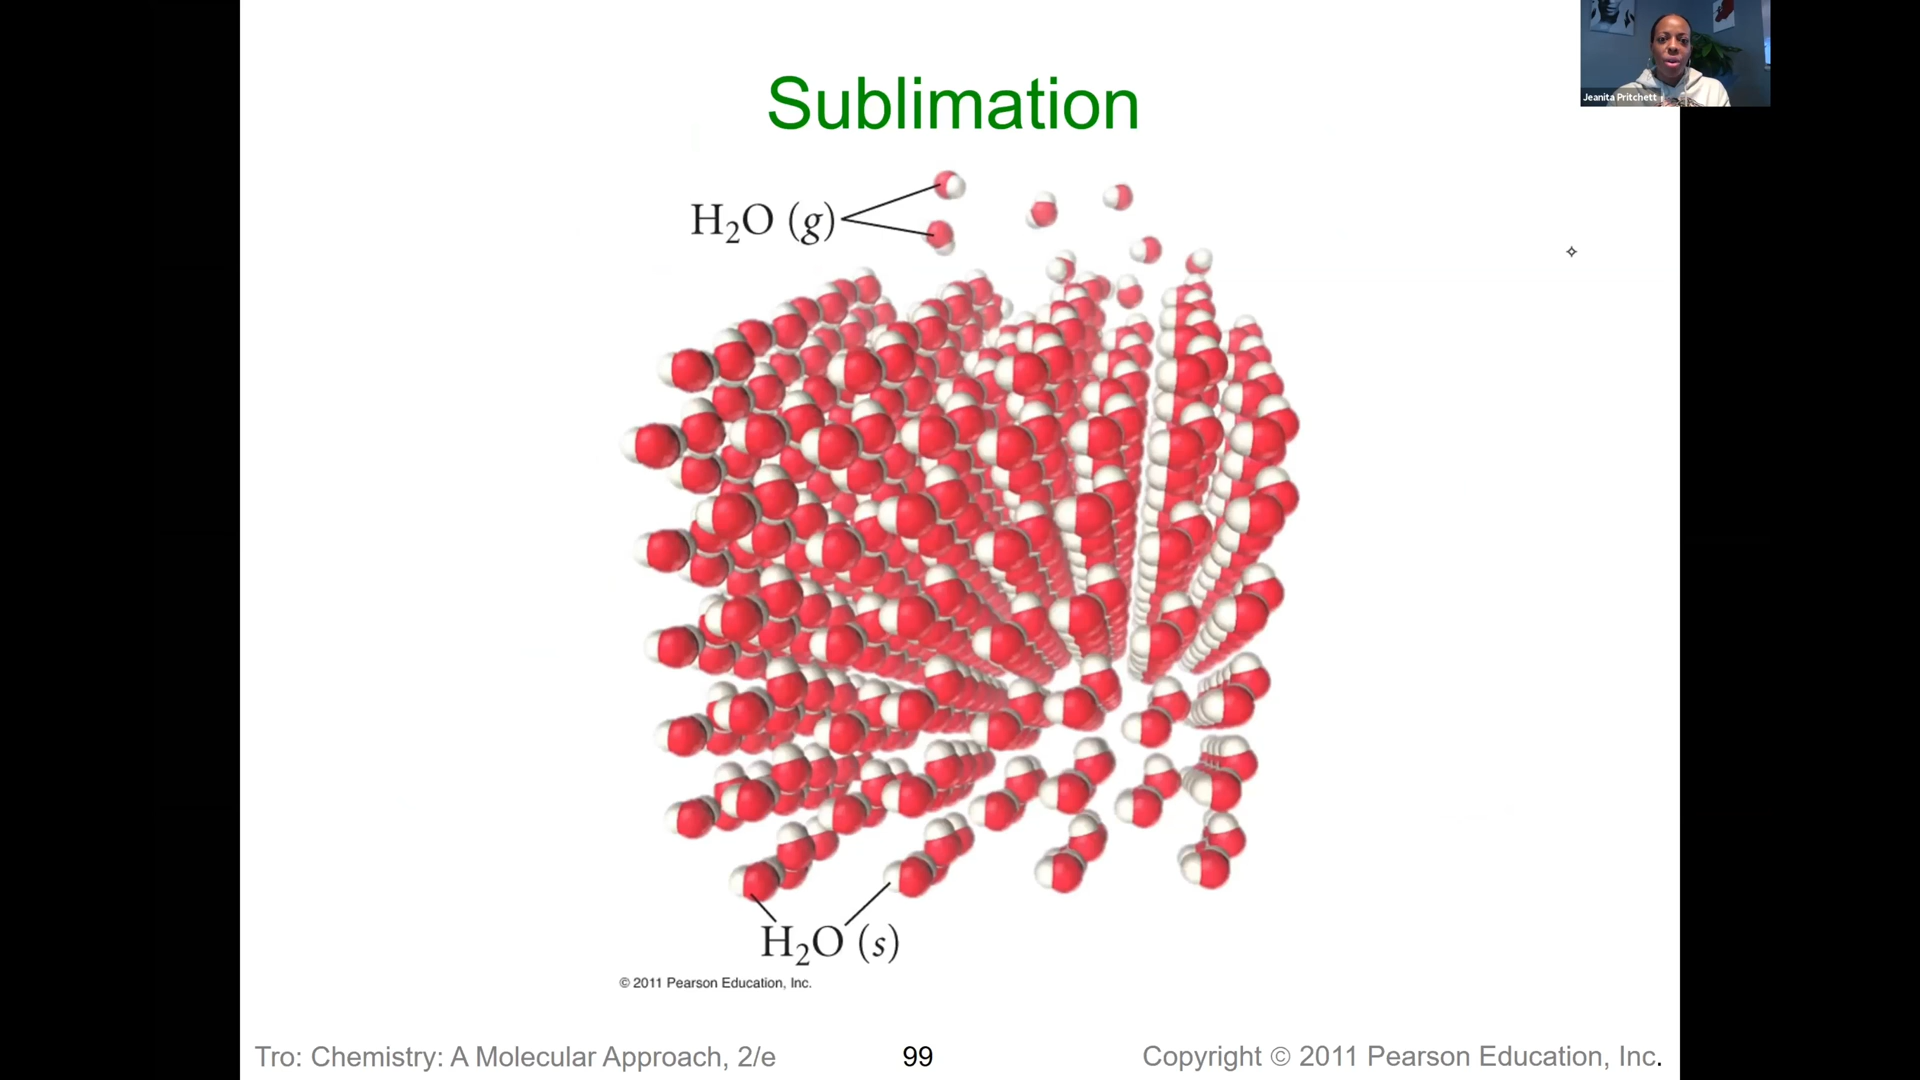 Jeanita Pritchett
Sublimation
H₂O (g)
H₂O (s)
© 2011 Pearson Education, Inc.
Tro: Chemistry: A Molecular Approach, 2/e
99
Copyright © 2011 Pearson Education, Inc.